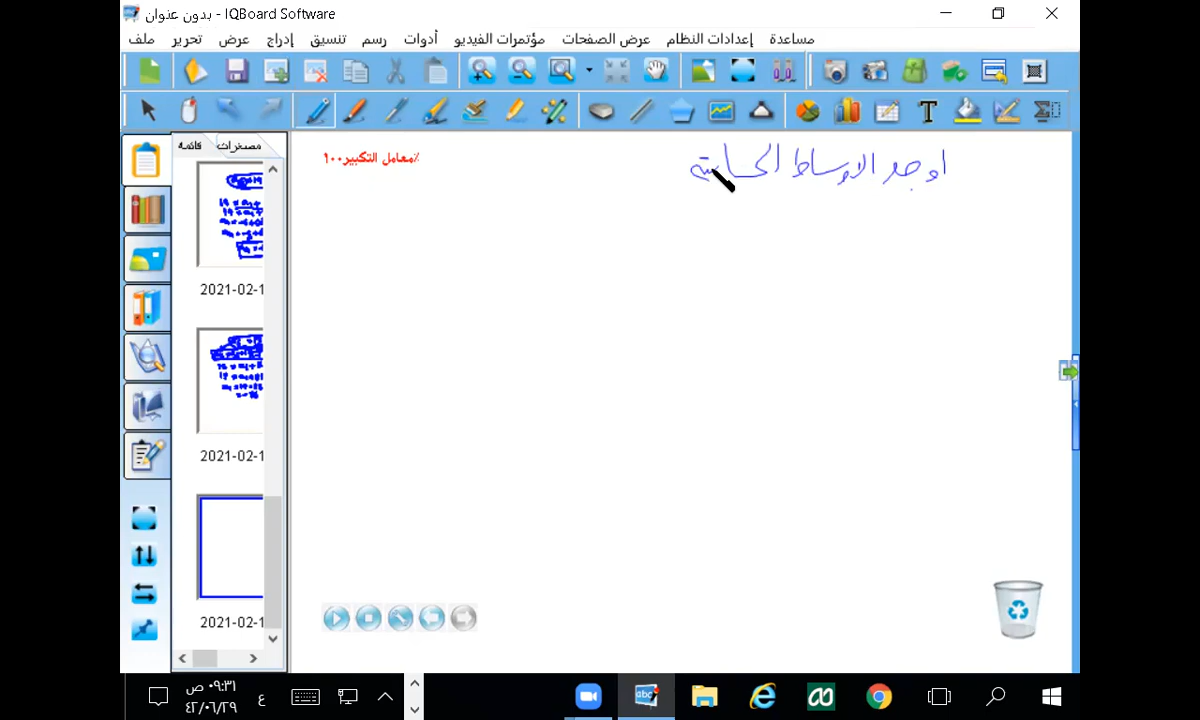 بدون عنوان - IQBoard Software
ملف تحرير عرض إدراج تنسيق رسم أدوات مؤتمرات الفيديو عرض الصفحات إعدادات النظام مساعدة
قائمة مصغرات
معامل التكبير١٠٠٪
اوجد الاوساط الحسابية
2021-02-1
2021-02-1
2021-02-1
٠٩:٣١ ص
ع
٤٢/٠٦/٢٩